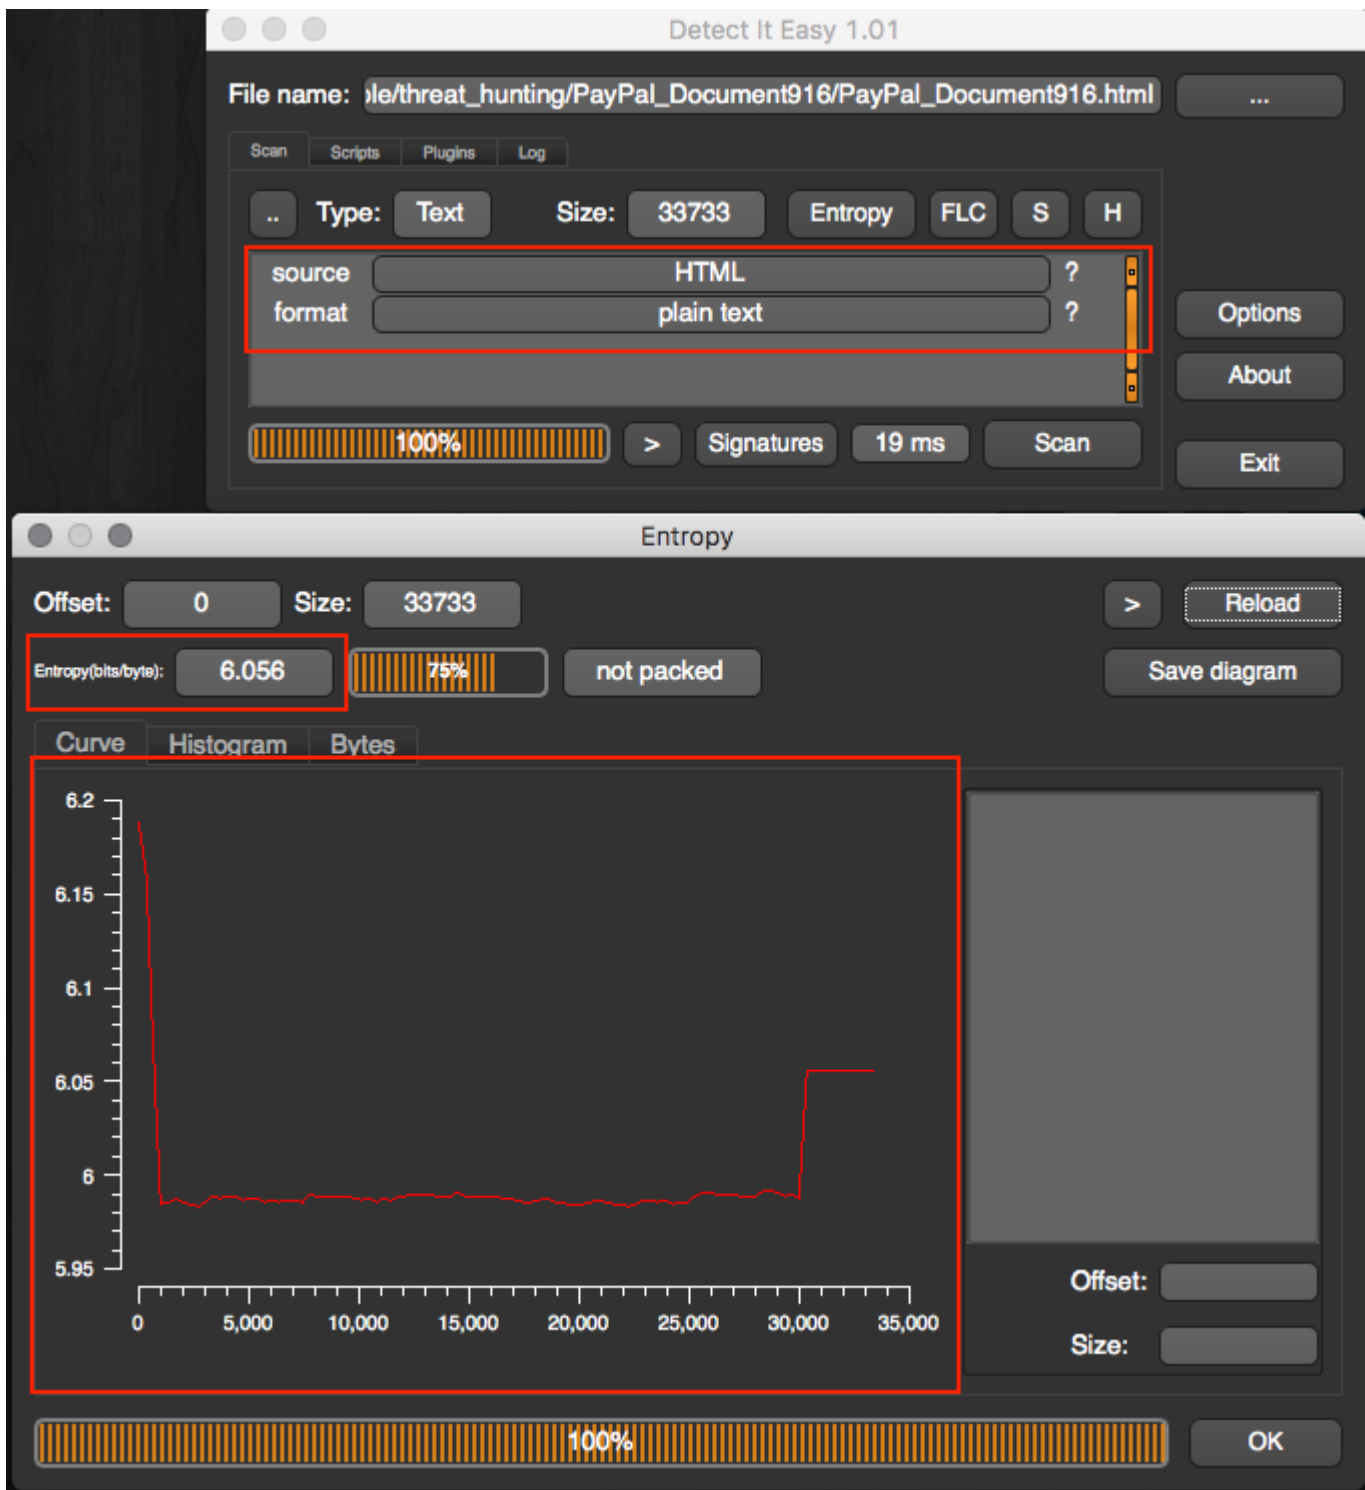 Detect It Easy 1.01
File name: ple/threat_hunting/PayPal_Document916/PayPal_Document916.html ...
Scan Scripts Plugins Log
.. Type: Text Size: 33733 Entropy FLC S H
source HTML ?
format plain text ?
Options
About
100% > Signatures 19 ms Scan
Exit
Entropy
Offset: 0 Size: 33733 > Reload
Entropy(bits/byte): 6.056 75% not packed Save diagram
Curve Histogram Bytes
6.2
6.15
6.1
6.05
6
5.95
0 5,000 10,000 15,000 20,000 25,000 30,000 35,000
Offset:
Size:
100% OK